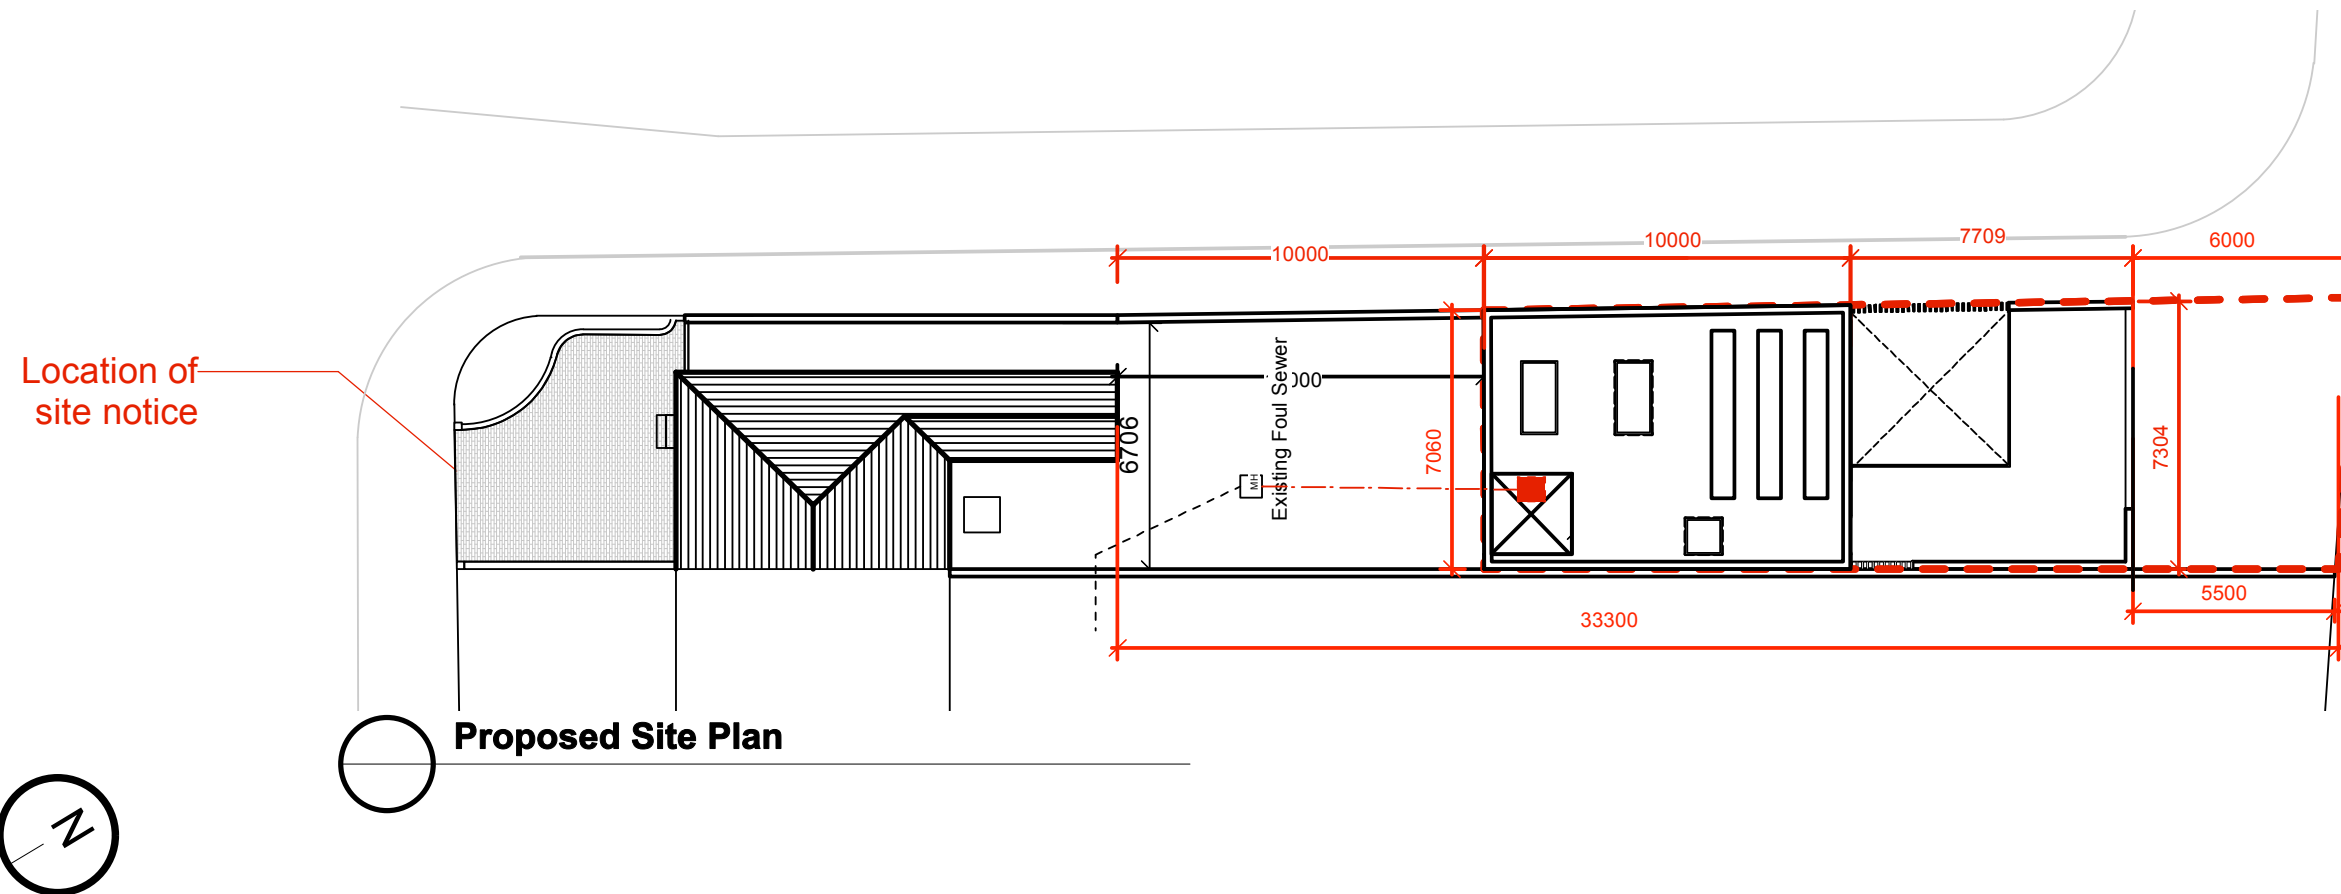 10000
10000
7709
6000
Location of
site notice
000
6706
Existing Foul Sewer
MH
7060
7304
5500
33300
Proposed Site Plan
N